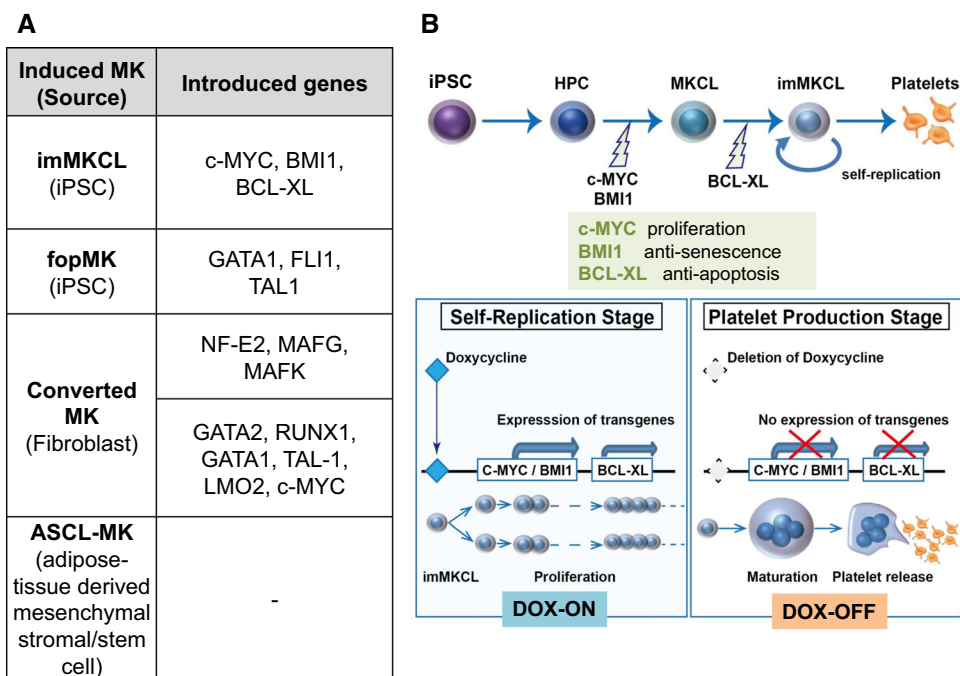 A
Induced MK
(Source)
Introduced genes
imMKCL
(iPSC)
c-MYC, BMI1,
BCL-XL
fopMK
(iPSC)
GATA1, FLI1,
TAL1
Converted
MK
(Fibroblast)
NF-E2, MAFG,
MAFK
GATA2, RUNX1,
GATA1, TAL-1,
LMO2, c-MYC
ASCL-MK
(adipose-
tissue derived
mesenchymal
stromal/stem
cell)
-
B
iPSC
HPC
MKCL
imMKCL
Platelets
c-MYC
BMI1
BCL-XL
self-replication
c-MYC proliferation
BMI1 anti-senescence
BCL-XL anti-apoptosis
Self-Replication Stage
Doxycycline
Expresssion of transgenes
C-MYC / BMI1
BCL-XL
imMKCL
Proliferation
DOX-ON
Platelet Production Stage
Deletion of Doxycycline
No expression of transgenes
C-MYC / BMI1
BCL-XL
Maturation
Platelet release
DOX-OFF